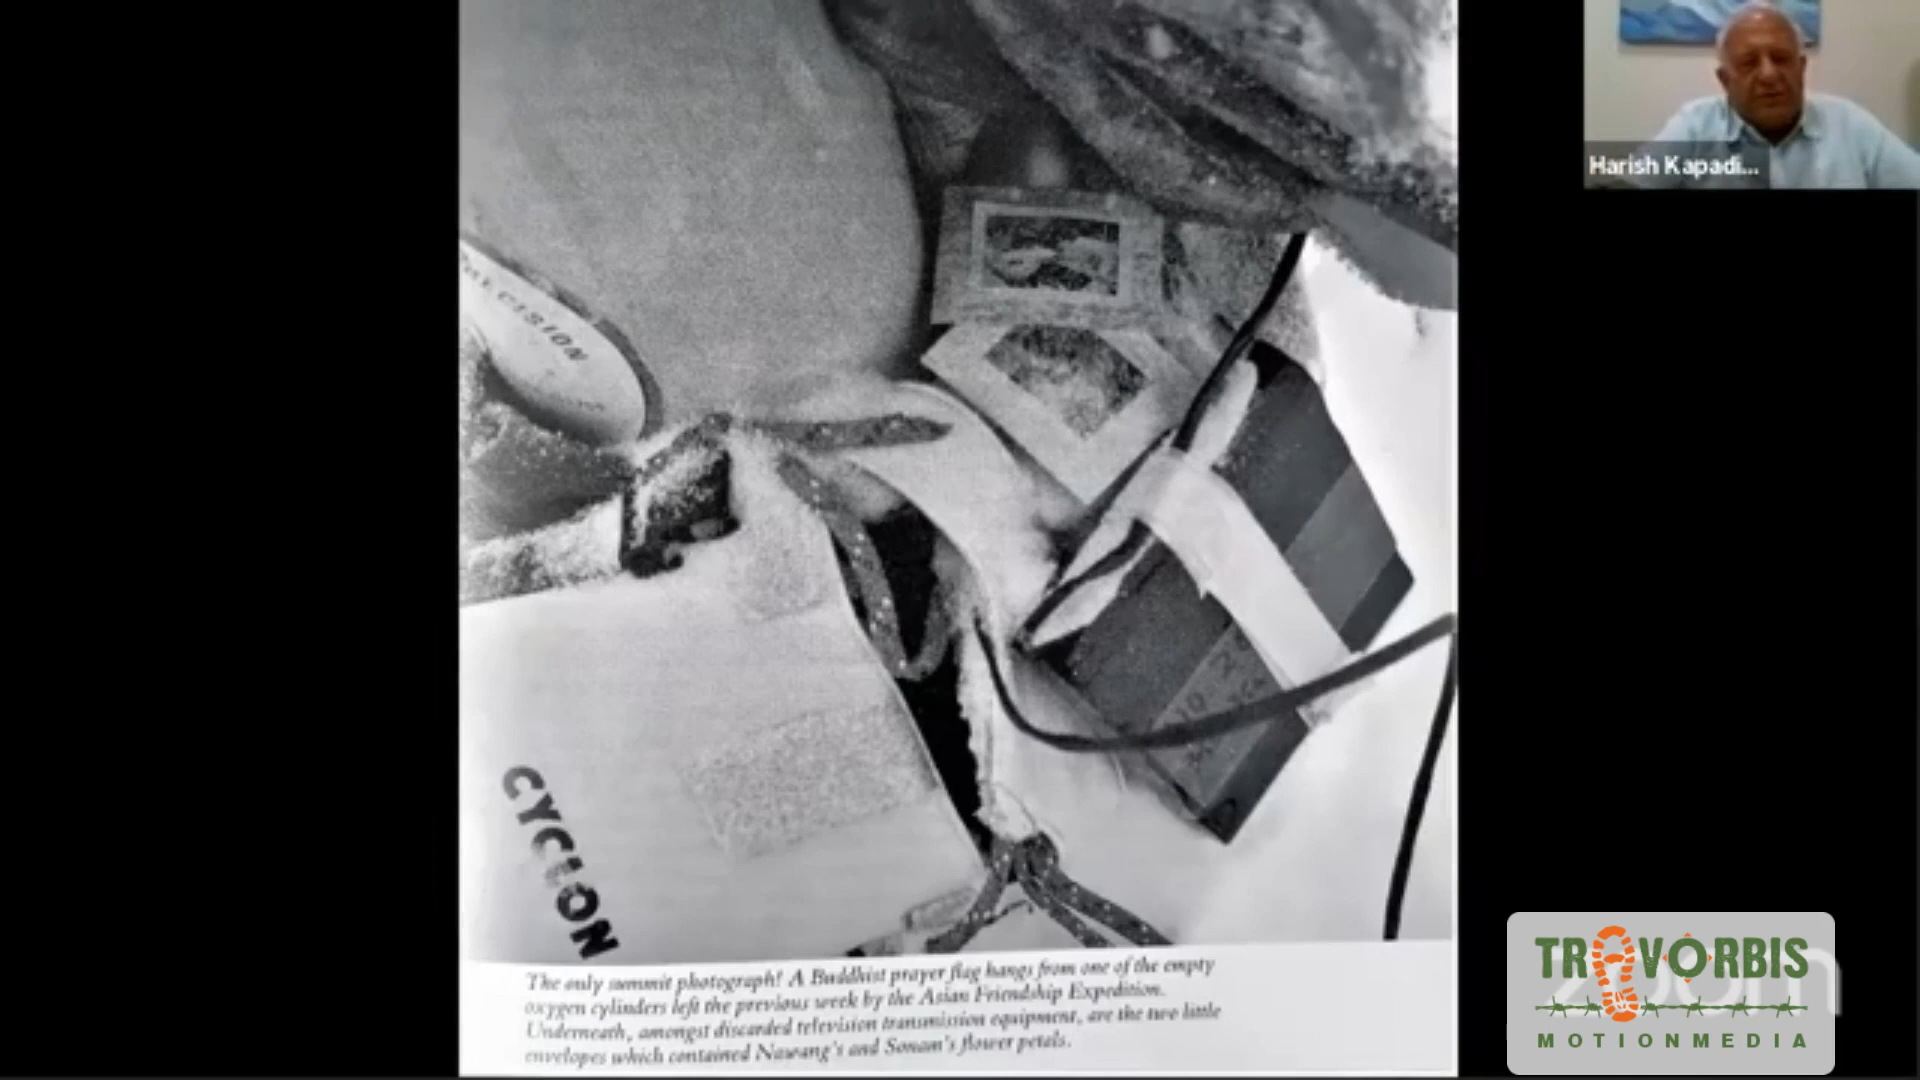 Harish Kapadi...
PRECISION
CYCLON
The only summit photograph! A Buddhist prayer flag hangs from one of the empty
oxygen cylinders left the previous week by the Asian Friendship Expedition.
Underneath, amongst discarded television transmission equipment, are the two little
envelopes which contained Nawang's and Sonam's flower petals.
zoom
TRAVORBIS
MOTIONMEDIA